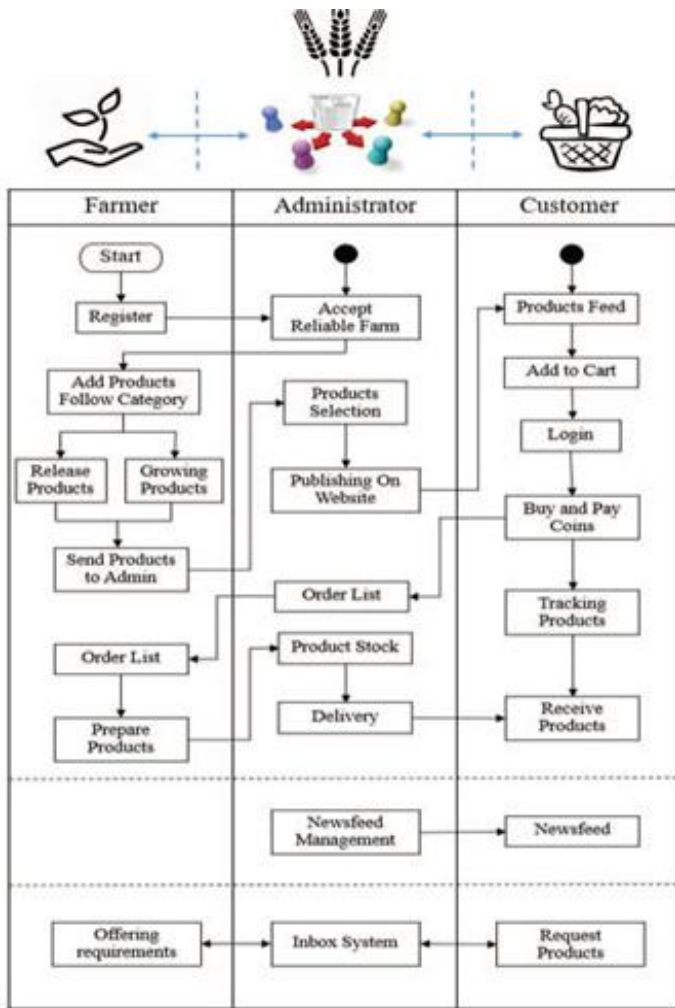 Farmer
Administrator
Customer
Start
Register
Accept
Reliable Farm
Products Feed
Add Products
Follow Category
Products
Selection
Add to Cart
Login
Release
Products
Growing
Products
Publishing On
Website
Buy and Pay
Coins
Send Products
to Admin
Order List
Tracking
Products
Order List
Product Stock
Prepare
Products
Delivery
Receive
Products
Newsfeed
Management
Newsfeed
Offering
requirements
Inbox System
Request
Products